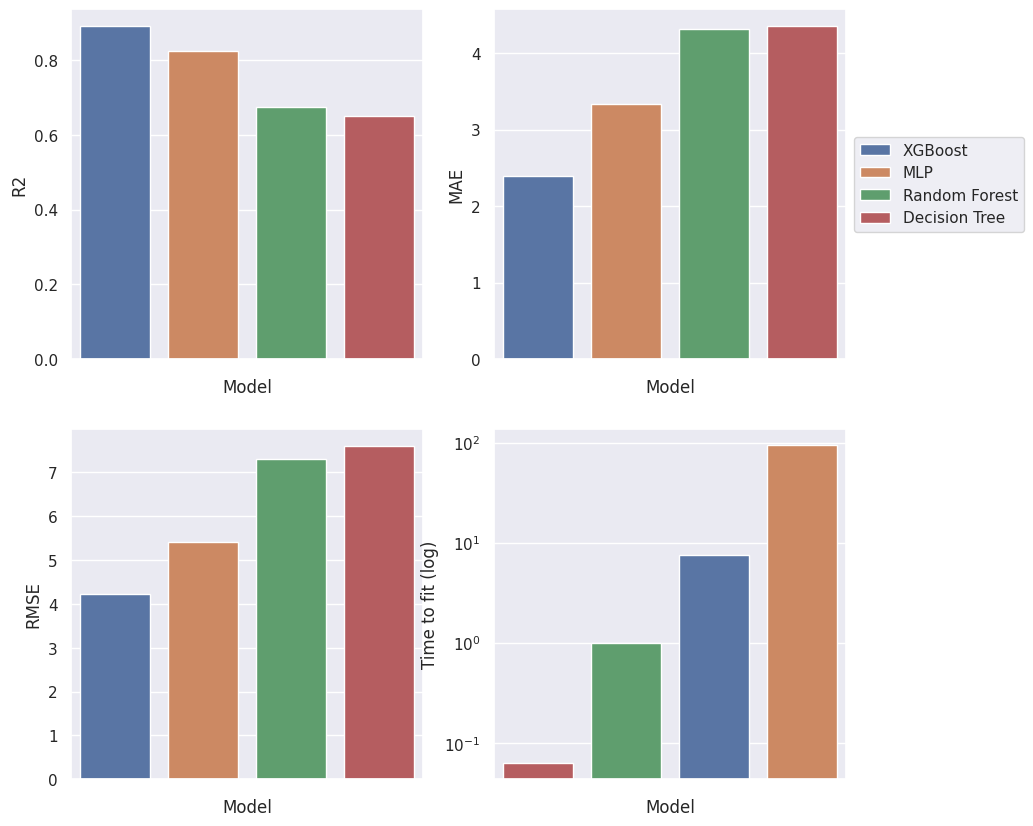 0.8
0.6
0.4
0.2
0.0
R2
Model
4
3
2
1
0
MAE
Model
XGBoost
MLP
Random Forest
Decision Tree
7
6
5
4
3
2
1
0
RMSE
Model
10²
10¹
10⁰
10⁻¹
Time to fit (log)
Model